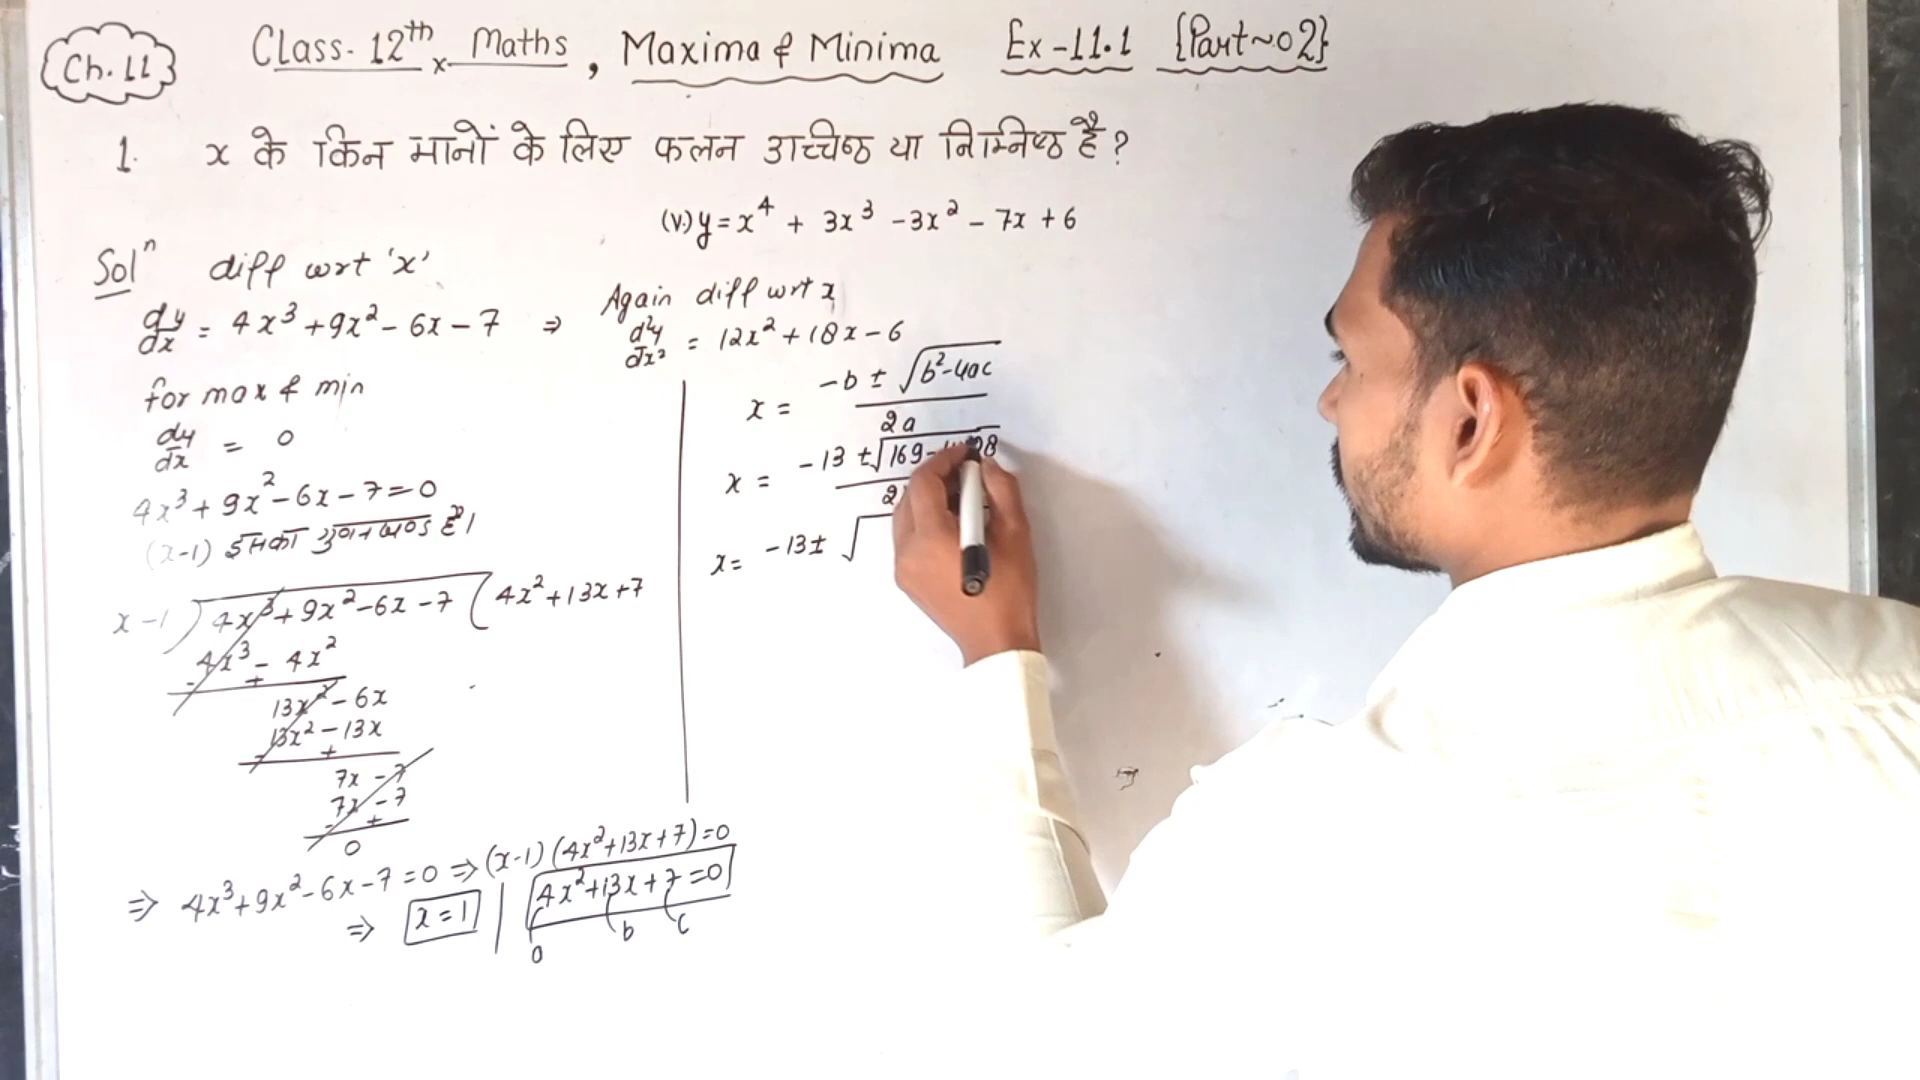 Ch. 11 Class- 12th x Maths , Maxima & Minima Ex-11.1 {Part~02}
1. x के किन मानों के लिए फलन उच्चिष्ठ या निम्निष्ठ है ?
(v.) y = x⁴ + 3x³ - 3x² - 7x + 6
Solⁿ diff wrt 'x'
dy/dx = 4x³ + 9x² - 6x - 7 ⇒
for max & min
dy/dx = 0
4x³ + 9x² - 6x - 7 = 0
(x-1) इसका गुणनखण्ड है।
x - 1 ) 4x³ + 9x² - 6x - 7 ( 4x² + 13x + 7
4x³ - 4x²
- +
13x² - 6x
13x² - 13x
- +
7x - 7
7x - 7
- +
0
⇒ 4x³ + 9x² - 6x - 7 = 0 ⇒ (x-1) (4x² + 13x + 7) = 0
⇒ x = 1 | 4x² + 13x + 7 = 0
a b c
Again diff wrt x
d²y/dx² = 12x² + 18x - 6
x = -b ± √b²-4ac / 2a
x = -13 ± √169-
x = -13 ± √